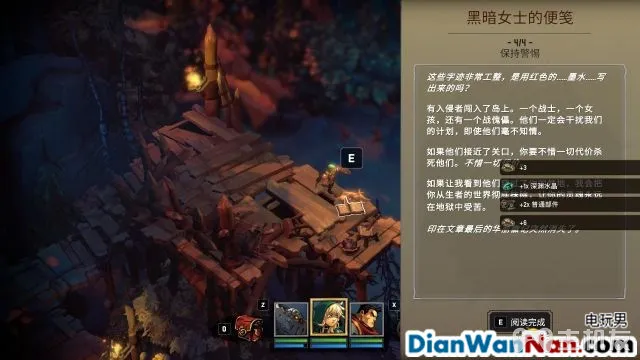 黑暗女士的便笺
- 4/4 -
保持警惕
这些字迹非常工整，是用红色的……墨水……写
出来的吗？
有入侵者闯入了岛上。一个战士，一个女
孩，还有一个战傀儡。他们一定会干扰我们
的计划，即使他们毫不知情。
如果他们接近了关口，你要不惜一切代价杀
死他们。不惜一切
+3
如果让我看到他们
+1x 深渊水晶
你从生者的世界彻
+2x 普通部件
在地狱中受苦。
+6
印在文章最后的华丽
E
Z
X
D
E 阅读完成
电玩男
DianWanNan.com